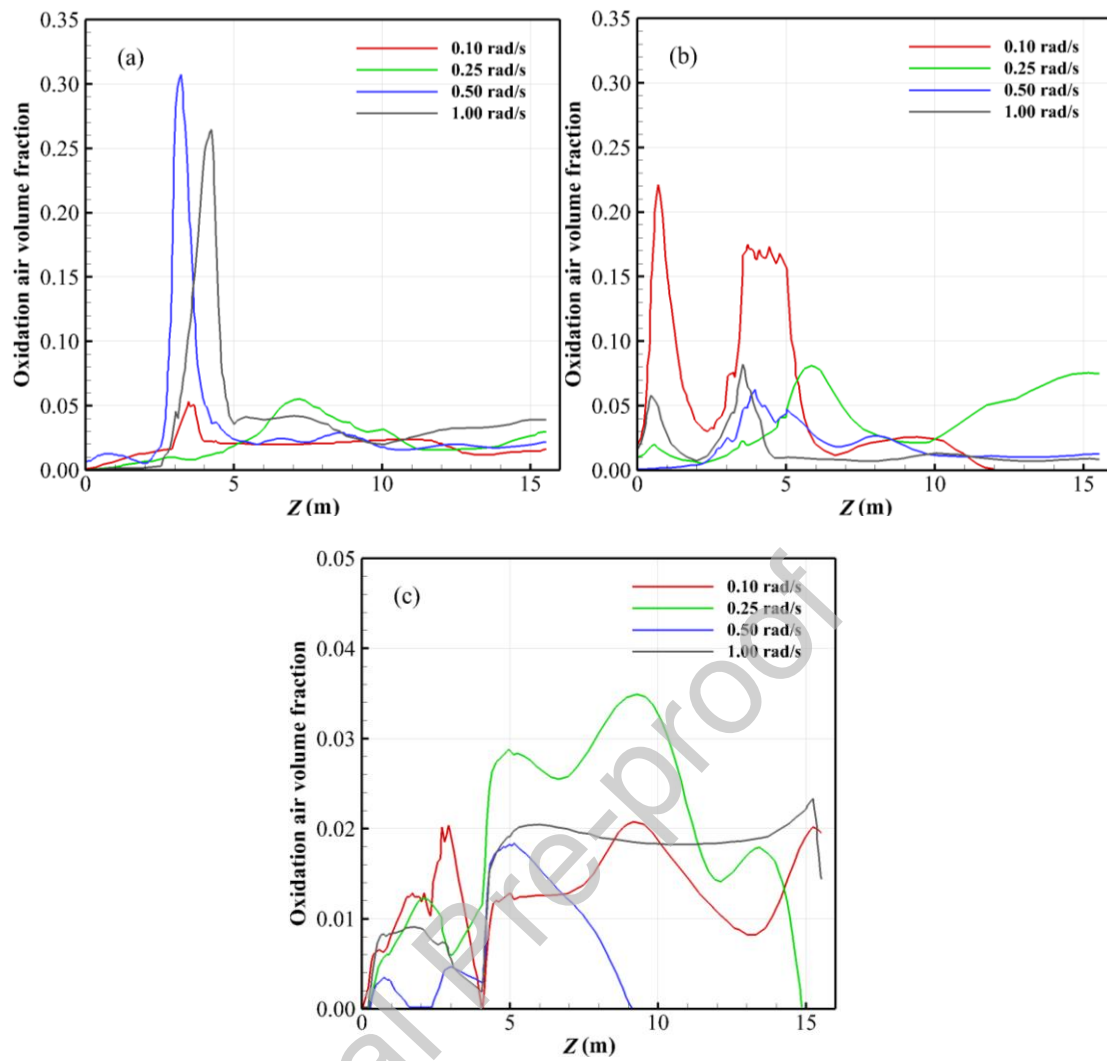 (a)
0.10 rad/s
0.25 rad/s
0.50 rad/s
1.00 rad/s
Oxidation air volume fraction
0.35
0.30
0.25
0.20
0.15
0.10
0.05
0.00
0 5 10 15
Z (m)
(b)
0.10 rad/s
0.25 rad/s
0.50 rad/s
1.00 rad/s
Oxidation air volume fraction
0.35
0.30
0.25
0.20
0.15
0.10
0.05
0.00
0 5 10 15
Z (m)
(c)
0.10 rad/s
0.25 rad/s
0.50 rad/s
1.00 rad/s
Oxidation air volume fraction
0.05
0.04
0.03
0.02
0.01
0.00
0 5 10 15
Z (m)
al Pre-proof